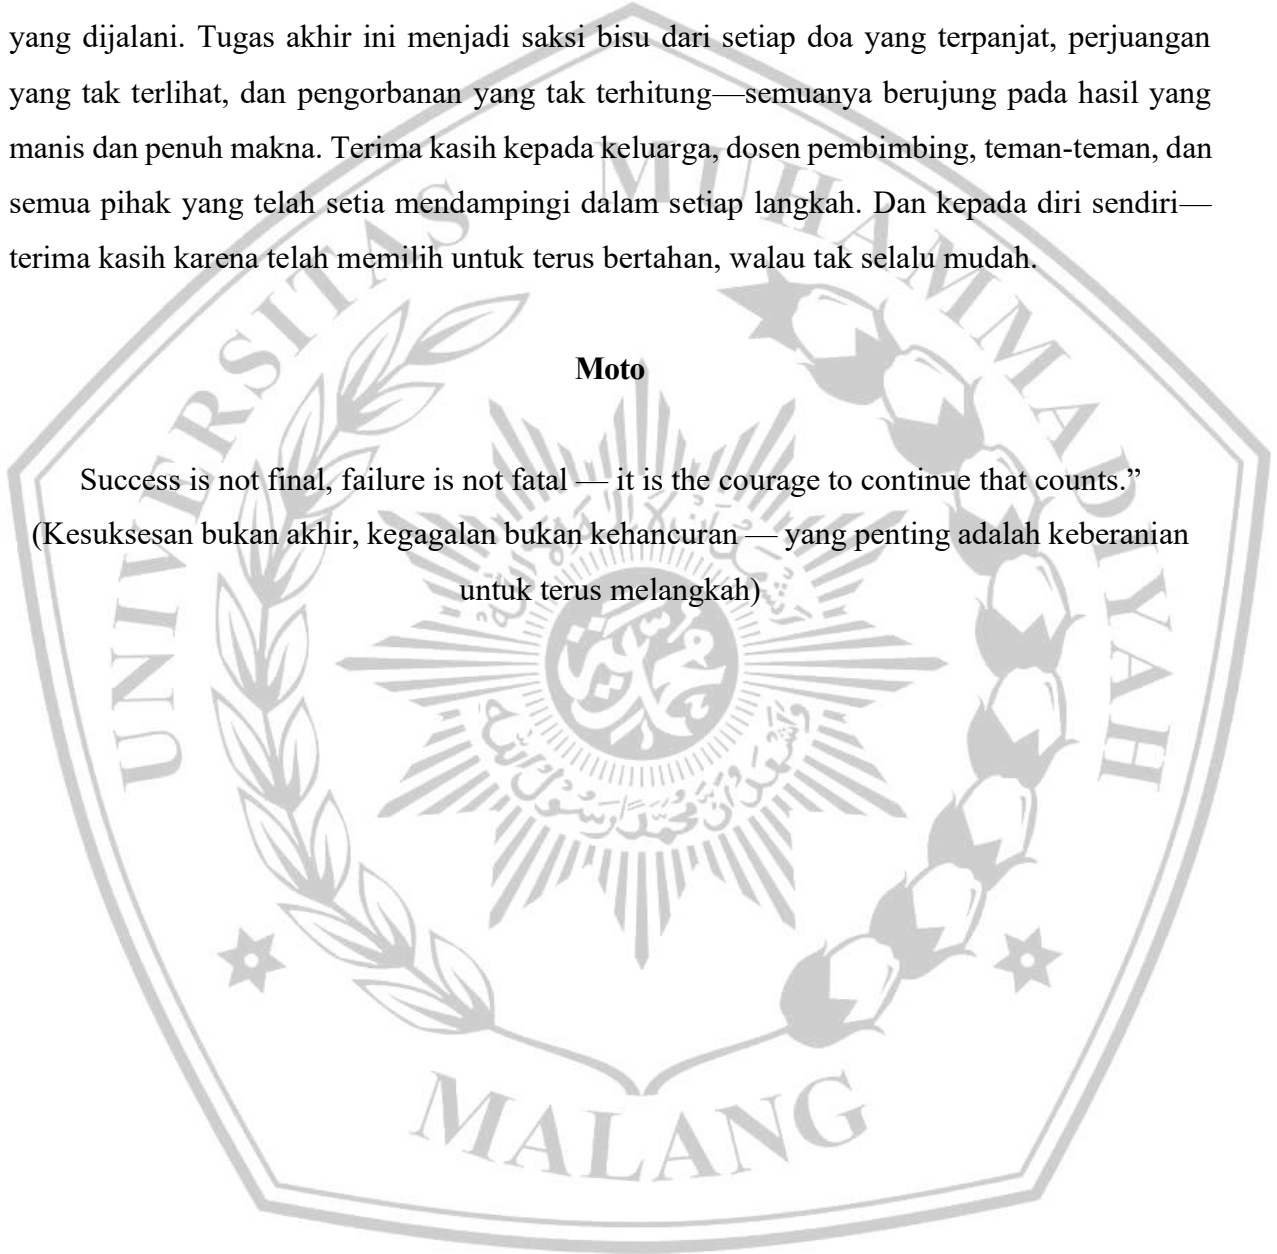 yang dijalani. Tugas akhir ini menjadi saksi bisu dari setiap doa yang terpanjat, perjuangan
yang tak terlihat, dan pengorbanan yang tak terhitung—semuanya berujung pada hasil yang
manis dan penuh makna. Terima kasih kepada keluarga, dosen pembimbing, teman-teman, dan
semua pihak yang telah setia mendampingi dalam setiap langkah. Dan kepada diri sendiri—
terima kasih karena telah memilih untuk terus bertahan, walau tak selalu mudah.
Moto
Success is not final, failure is not fatal — it is the courage to continue that counts.”
(Kesuksesan bukan akhir, kegagalan bukan kehancuran — yang penting adalah keberanian
untuk terus melangkah)
UNIVERSITAS MUHAMMADIYAH
MALANG